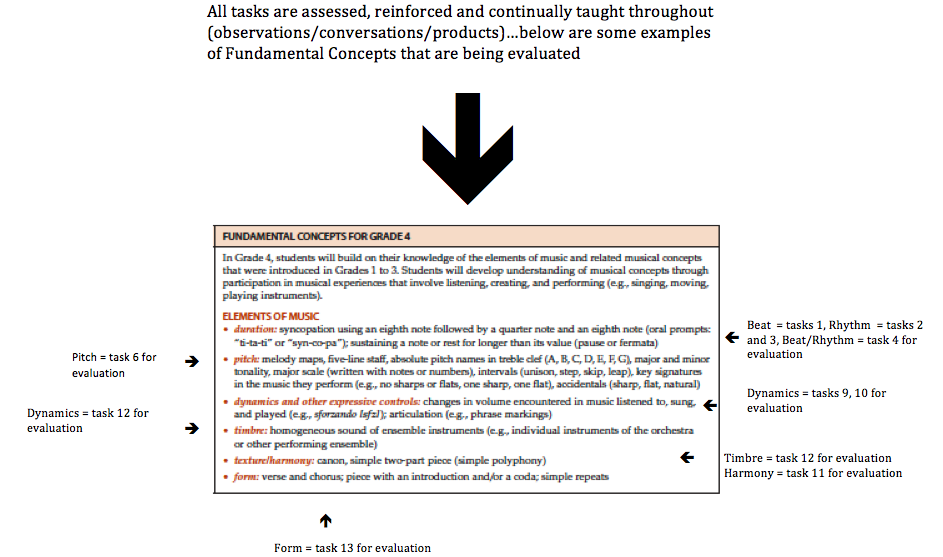 All tasks are assessed, reinforced and continually taught throughout
(observations/conversations/products)…below are some examples
of Fundamental Concepts that are being evaluated
FUNDAMENTAL CONCEPTS FOR GRADE 4
In Grade 4, students will build on their knowledge of the elements of music and related musical concepts
that were introduced in Grades 1 to 3. Students will develop understanding of musical concepts through
participation in musical experiences that involve listening, creating, and performing (e.g., singing, moving,
playing instruments).
ELEMENTS OF MUSIC
• duration: syncopation using an eighth note followed by a quarter note and an eighth note (oral prompts:
"ti-ta-ti" or "syn-co-pa"); sustaining a note or rest for longer than its value (pause or fermata)
• pitch: melody maps, five-line staff, absolute pitch names in treble clef (A, B, C, D, E, F, G), major and minor
tonality, major scale (written with notes or numbers), intervals (unison, step, skip, leap), key signatures
in the music they perform (e.g., no sharps or flats, one sharp, one flat), accidentals (sharp, flat, natural)
• dynamics and other expressive controls: changes in volume encountered in music listened to, sung,
and played (e.g., sforzando [sfz]); articulation (e.g., phrase markings)
• timbre: homogeneous sound of ensemble instruments (e.g., individual instruments of the orchestra
or other performing ensemble)
• texture/harmony: canon, simple two-part piece (simple polyphony)
• form: verse and chorus; piece with an introduction and/or a coda; simple repeats
Pitch = task 6 for
evaluation
Dynamics = task 12 for
evaluation
Beat = tasks 1, Rhythm = tasks 2
and 3, Beat/Rhythm = task 4 for
evaluation
Dynamics = tasks 9, 10 for
evaluation
Timbre = task 12 for evaluation
Harmony = task 11 for evaluation
Form = task 13 for evaluation